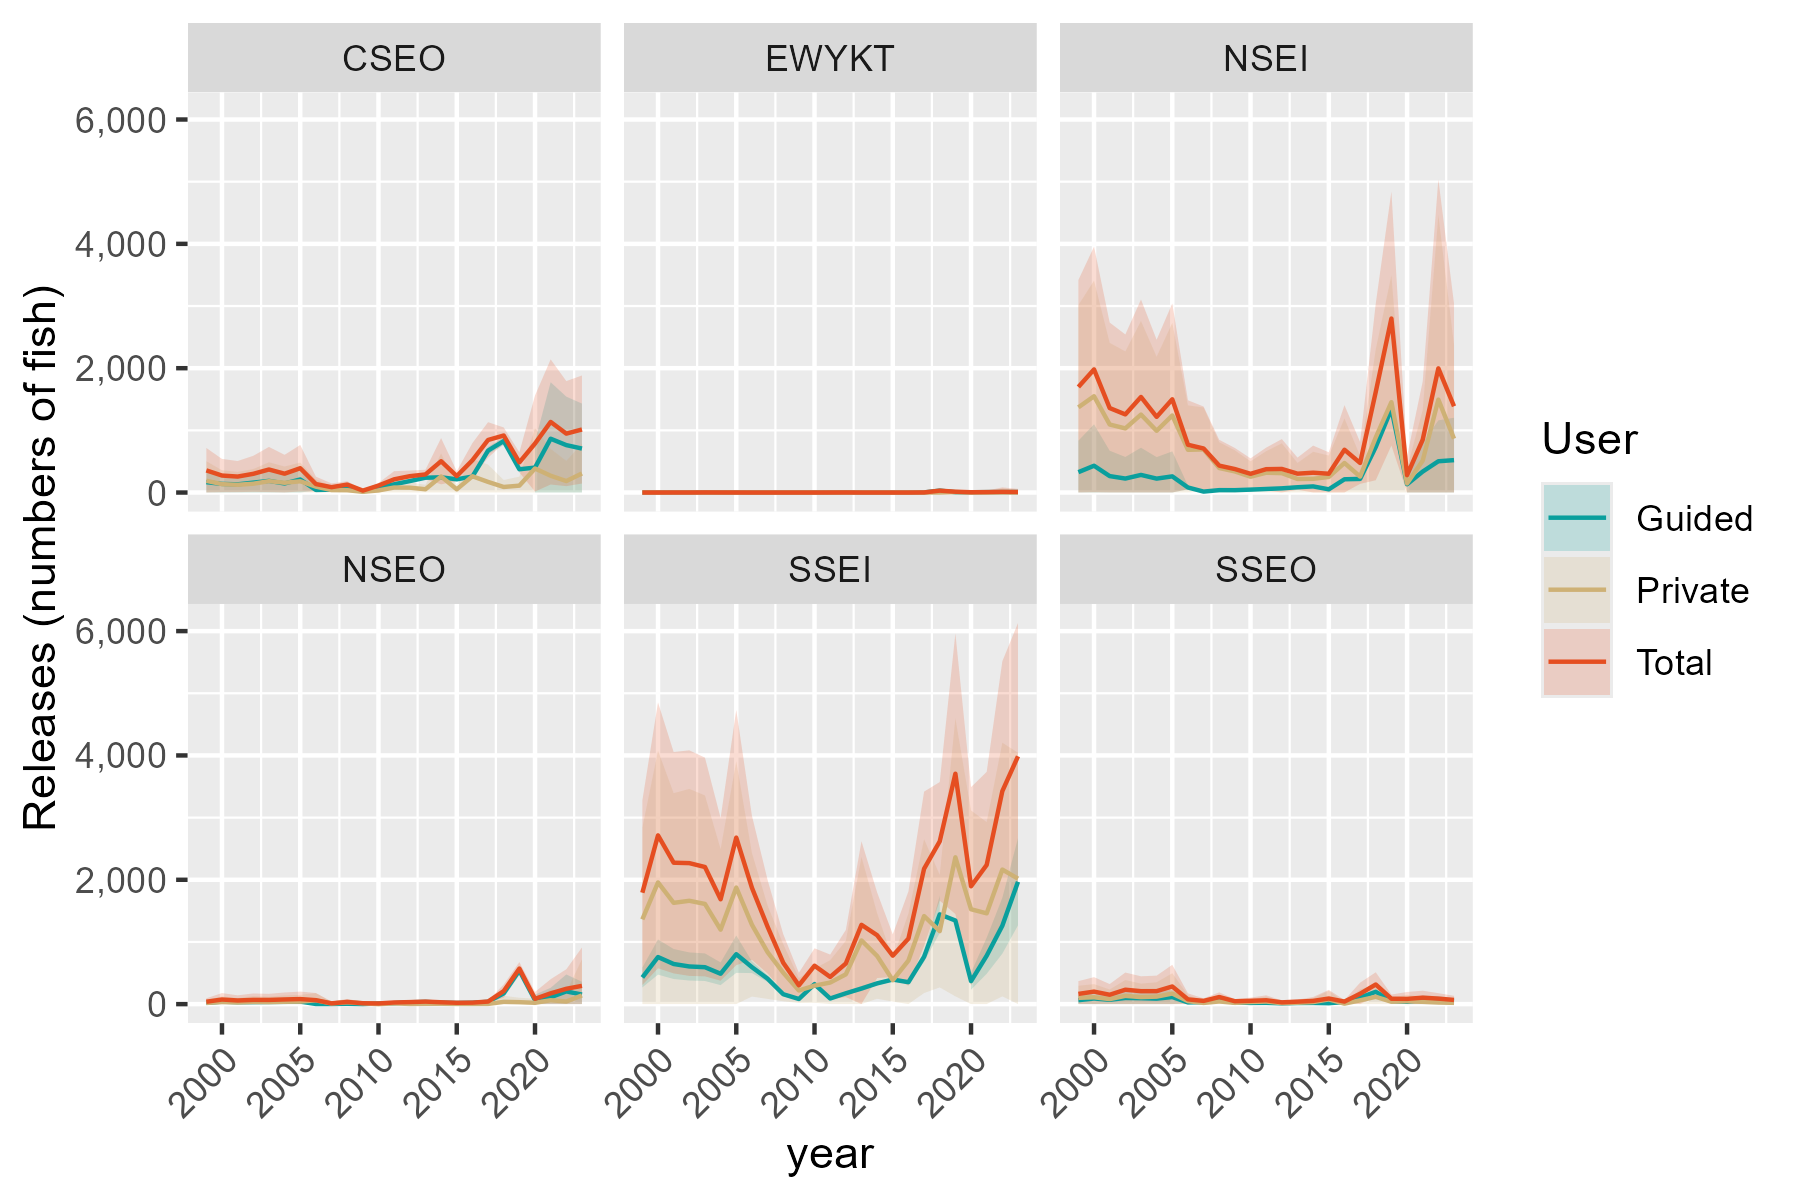 CSEO EWYKT NSEI
6,000
4,000
2,000
0
NSEO SSEI SSEO
6,000
4,000
2,000
0
2000 2005 2010 2015 2020 2000 2005 2010 2015 2020 2000 2005 2010 2015 2020
year
Releases (numbers of fish)
User
Guided
Private
Total